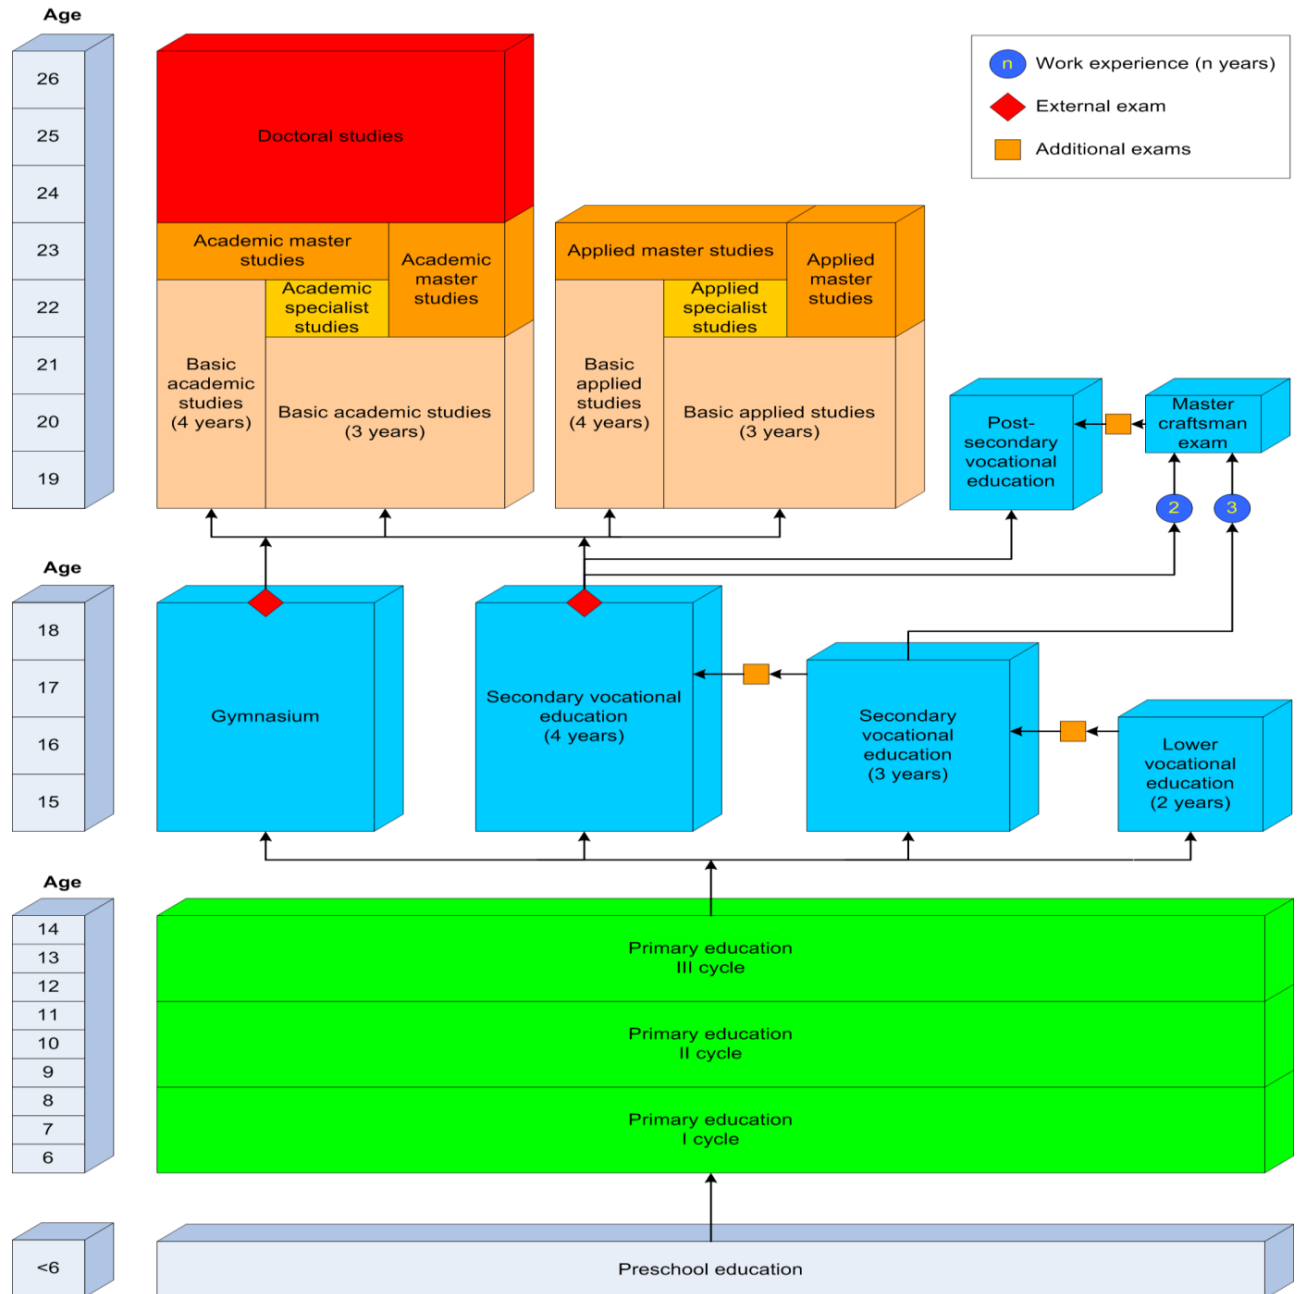 Age
26
25
24
23
22
21
20
19
Doctoral studies
Academic master
studies
Academic
master
studies
Academic
specialist
studies
Basic
academic
studies
(4 years)
Basic academic studies
(3 years)
Applied master studies
Applied
master
studies
Applied
specialist
studies
Basic
applied
studies
(4 years)
Basic applied studies
(3 years)
n
Work experience (n years)
External exam
Additional exams
Post-
secondary
vocational
education
Master
craftsman
exam
2
3
Age
18
17
16
15
Gymnasium
Secondary vocational
education
(4 years)
Secondary
vocational
education
(3 years)
Lower
vocational
education
(2 years)
Age
14
13
12
11
10
9
8
7
6
Primary education
III cycle
Primary education
II cycle
Primary education
I cycle
<6
Preschool education